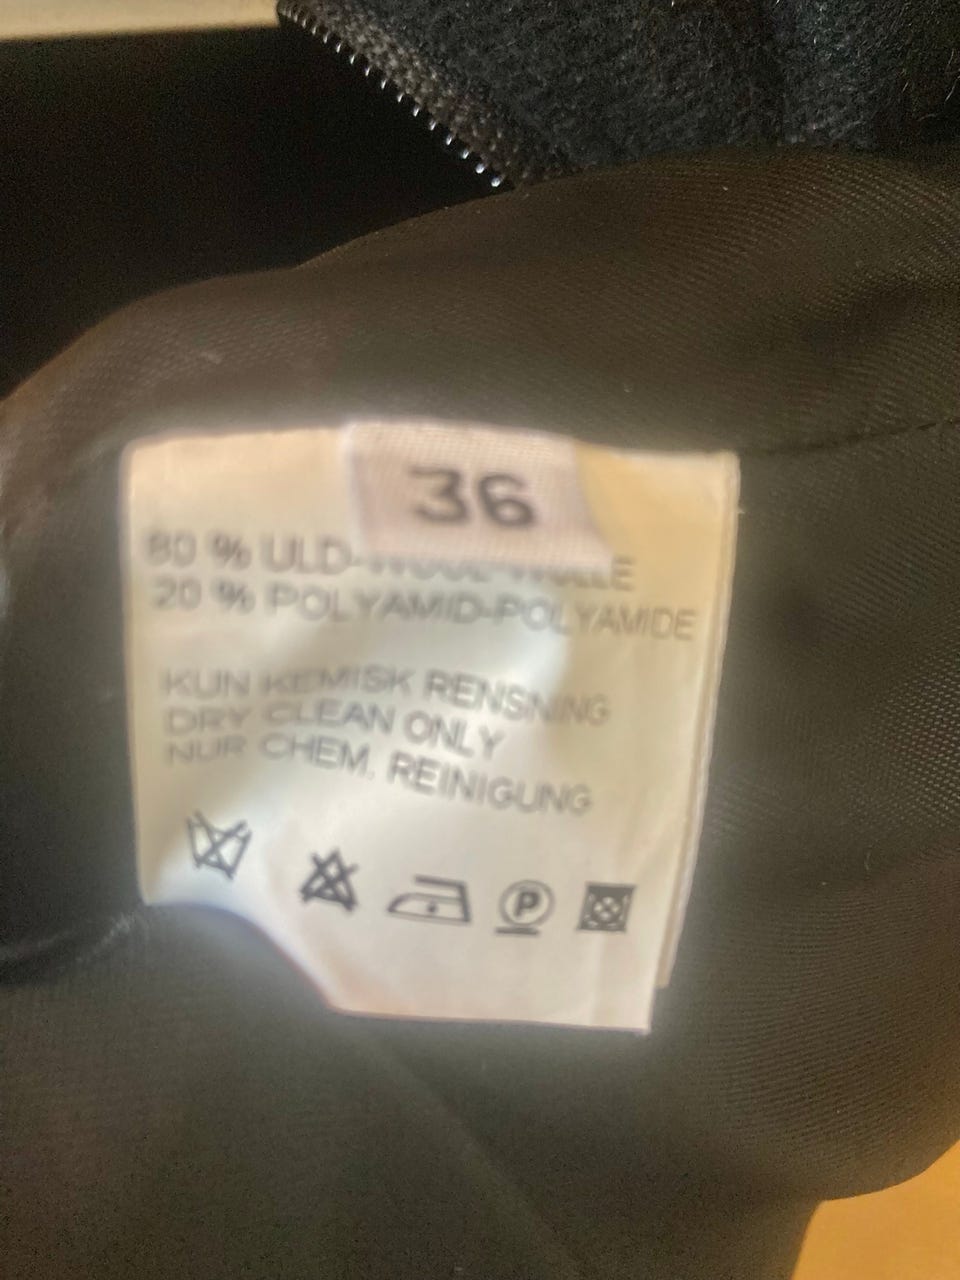 36
80 % ULD-WOOL-WOLLE
20 % POLYAMID-POLYAMIDE
KUN KEMISK RENSNING
DRY CLEAN ONLY
NUR CHEM. REINIGUNG
P